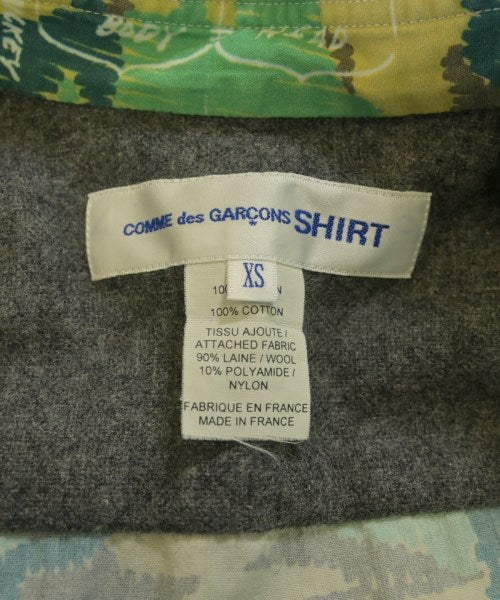 BODY
COMME des GARÇONS SHIRT
XS
100% COTTON
TISSU AJOUTE /
ATTACHED FABRIC
90% LAINE / WOOL
10% POLYAMIDE /
NYLON
FABRIQUE EN FRANCE
MADE IN FRANCE